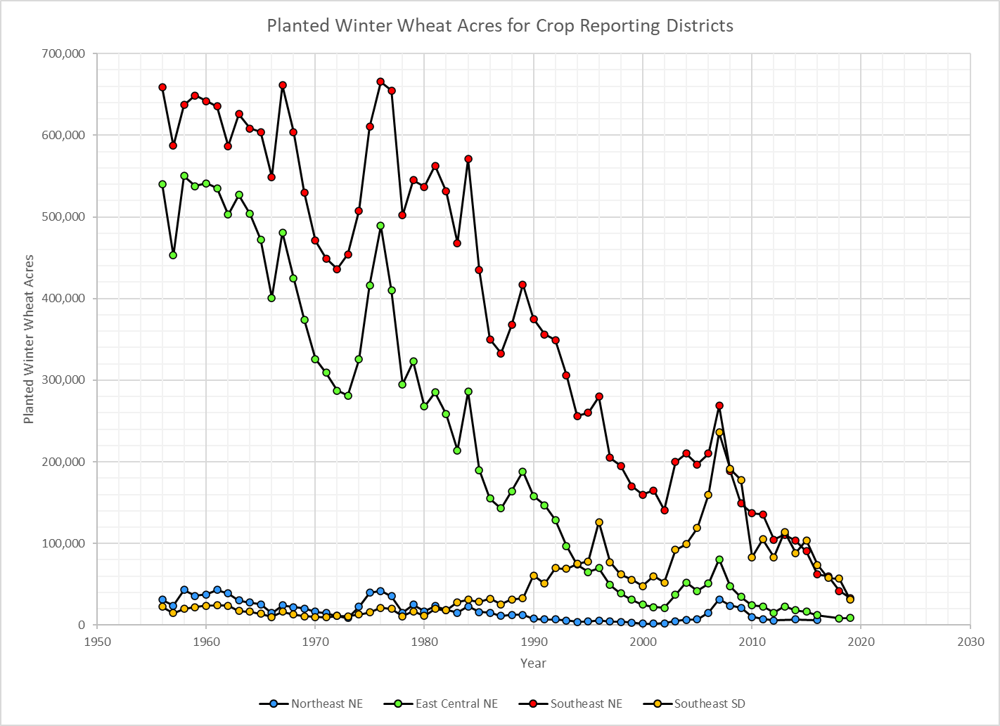 Planted Winter Wheat Acres for Crop Reporting Districts
700,000
600,000
500,000
400,000
300,000
200,000
100,000
0
Planted Winter Wheat Acres
1950 1960 1970 1980 1990 2000 2010 2020 2030
Year
Northeast NE East Central NE Southeast NE Southeast SD